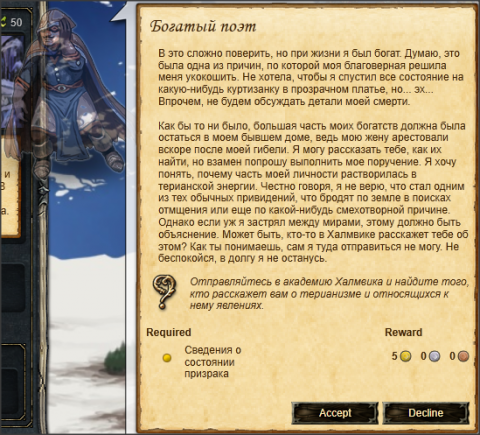 50
Богатый поэт
В это сложно поверить, но при жизни я был богат. Думаю, это
была одна из причин, по которой моя благоверная решила
меня укокошить. Не хотела, чтобы я спустил все состояние на
какую-нибудь куртизанку в прозрачном платье, но... эх...
Впрочем, не будем обсуждать детали моей смерти.
Как бы то ни было, большая часть моих богатств должна была
остаться в моем бывшем доме, ведь мою жену арестовали
вскоре после моей гибели. Я могу рассказать тебе, как их
найти, но взамен попрошу выполнить мое поручение. Я хочу
понять, почему часть моей личности растворилась в
терианской энергии. Честно говоря, я не верю, что стал одним
из тех обычных привидений, что бродят по земле в поисках
отмщения или еще по какой-нибудь смехотворной причине.
Однако если уж я застрял между мирами, этому должно быть
объяснение. Может быть, кто-то в Халмвике расскажет тебе об
этом? Как ты понимаешь, сам я туда отправиться не могу. Не
беспокойся, в долгу я не останусь.
Отправляйтесь в академию Халмвика и найдите того,
кто расскажет вам о терианизме и относящихся к
нему явлениях.
Required Reward
Сведения о 5 0 0
состоянии
призрака
Accept Decline
и
З
а.